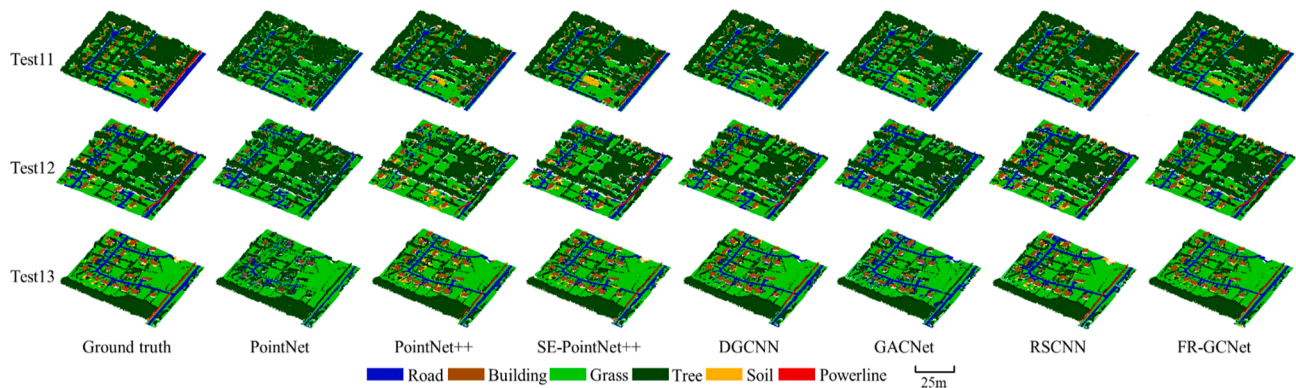 Test11
Test12
Test13
Ground truth PointNet PointNet++ SE-PointNet++ DGCNN GACNet RSCNN FR-GCNet
Road Building Grass Tree Soil Powerline 25m